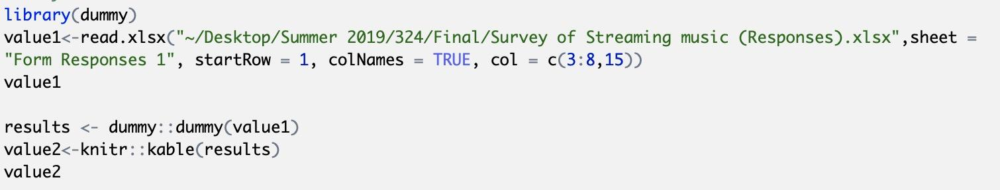 library(dummy)
value1<-read.xlsx("~/Desktop/Summer 2019/324/Final/Survey of Streaming music (Responses).xlsx",sheet =
"Form Responses 1", startRow = 1, colNames = TRUE, col = c(3:8,15))
value1
results <- dummy::dummy(value1)
value2<-knitr::kable(results)
value2